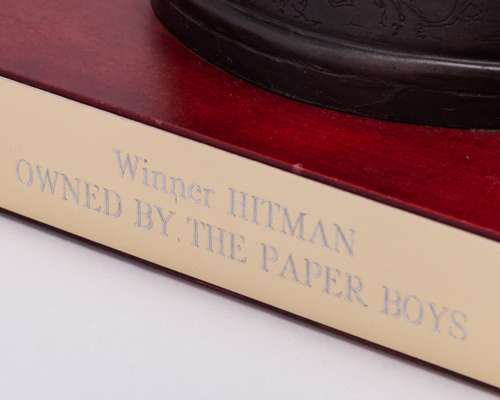 Winner HITMAN
OWNED BY THE PAPER BOYS